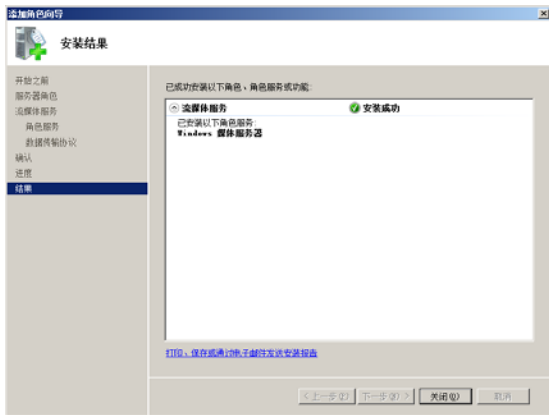 添加角色向导
安装结果
开始之前
服务器角色
流媒体服务
角色服务
数据传输协议
确认
进度
结果
已成功安装以下角色、角色服务或功能:
流媒体服务 安装成功
已安装以下角色服务:
Windows 媒体服务器
打印、保存或通过电子邮件发送安装报告
<上一步(P) 下一步(N)> 关闭(O) 取消